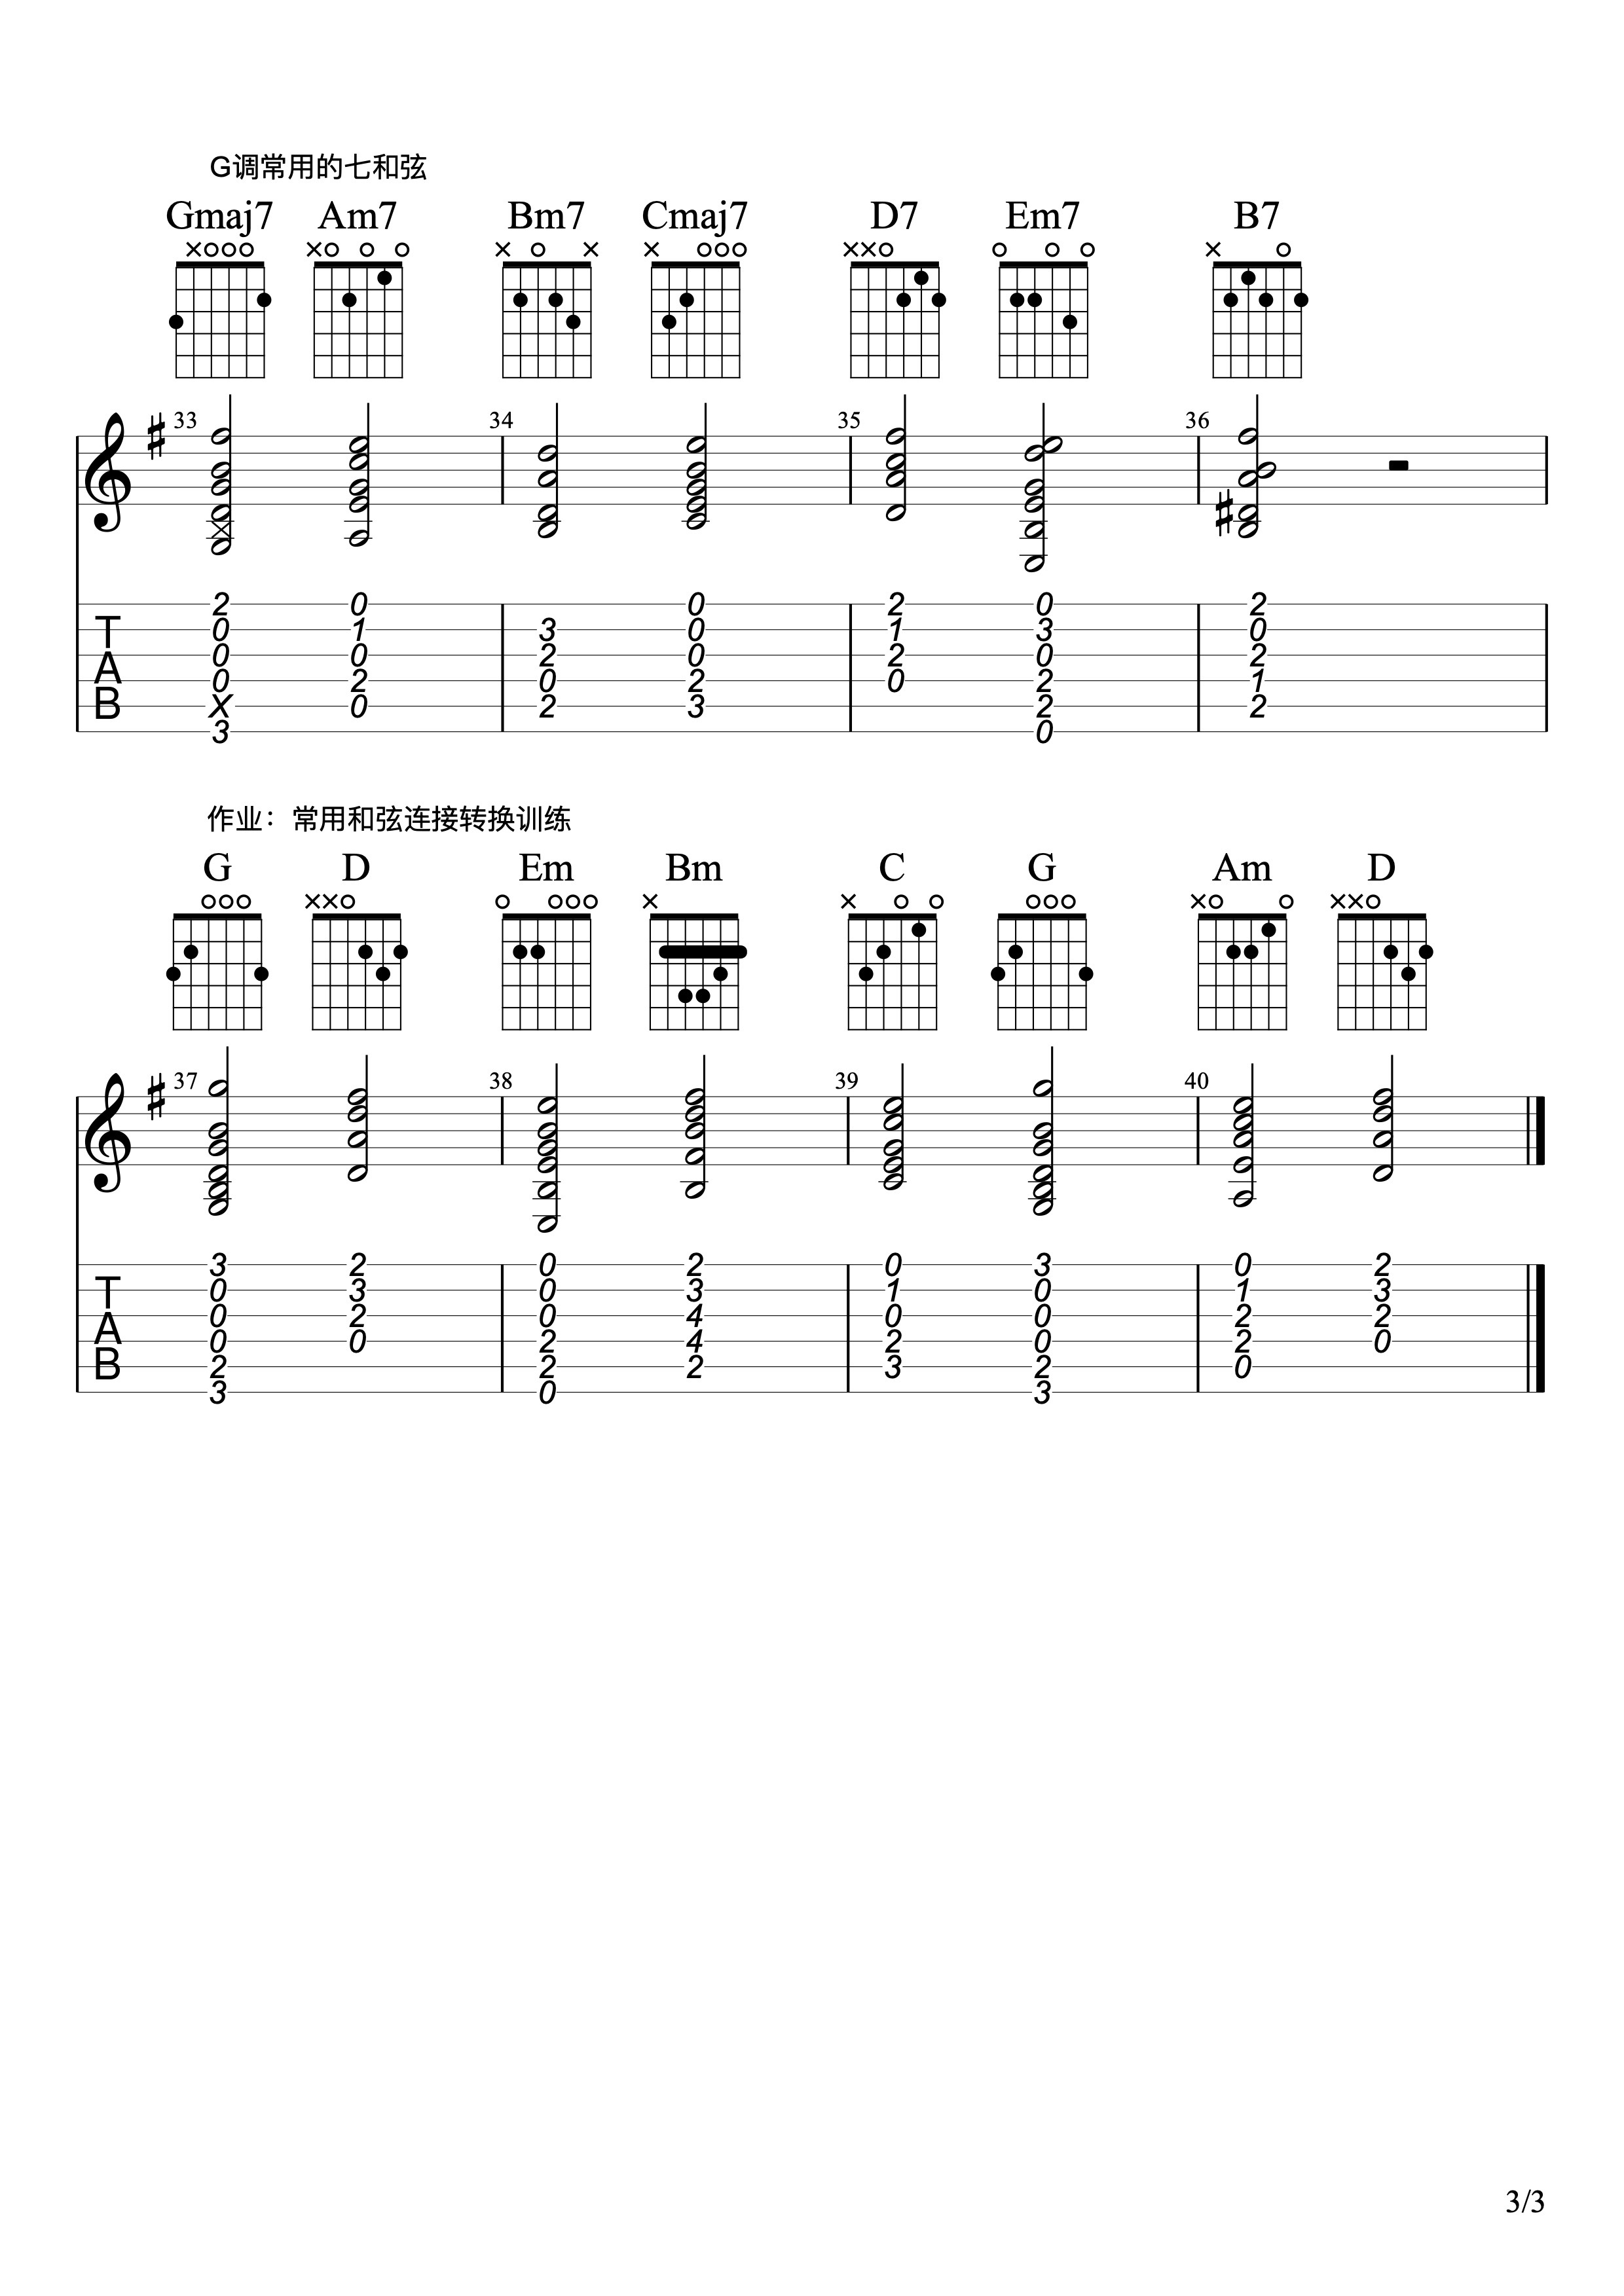 G调常用的七和弦
Gmaj7 Am7 Bm7 Cmaj7 D7 Em7 B7
33 34 35 36
2 0 0 2 0 2
T 0 1 3 0 1 3 0
A 0 0 2 0 2 0 2
0 2 0 2 0 2 1
B X 0 2 3 2 2
3 0
作业：常用和弦连接转换训练
G D Em Bm C G Am D
37 38 39 40
3 2 0 2 0 3 0 2
T 0 3 0 3 1 0 1 3
A 0 2 0 4 0 0 2 2
0 0 2 4 2 0 2 0
B 2 2 2 3 2 0
3 0 3
3/3